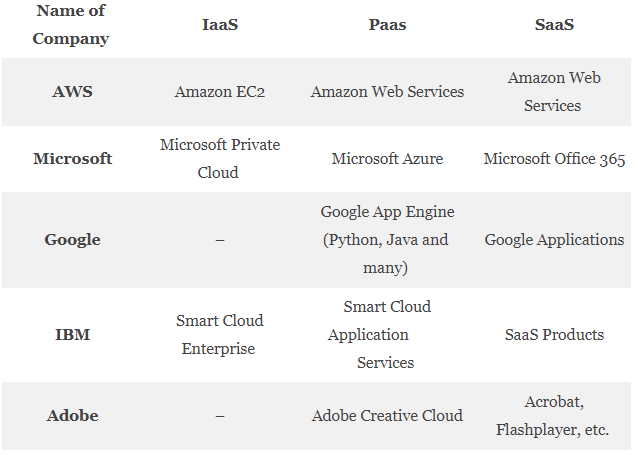 Name of
Company
IaaS
Paas
SaaS
AWS
Amazon EC2
Amazon Web Services
Amazon Web
Services
Microsoft
Microsoft Private
Cloud
Microsoft Azure
Microsoft Office 365
Google
–
Google App Engine
(Python, Java and
many)
Google Applications
IBM
Smart Cloud
Enterprise
Smart Cloud
Application
Services
SaaS Products
Adobe
–
Adobe Creative Cloud
Acrobat,
Flashplayer, etc.